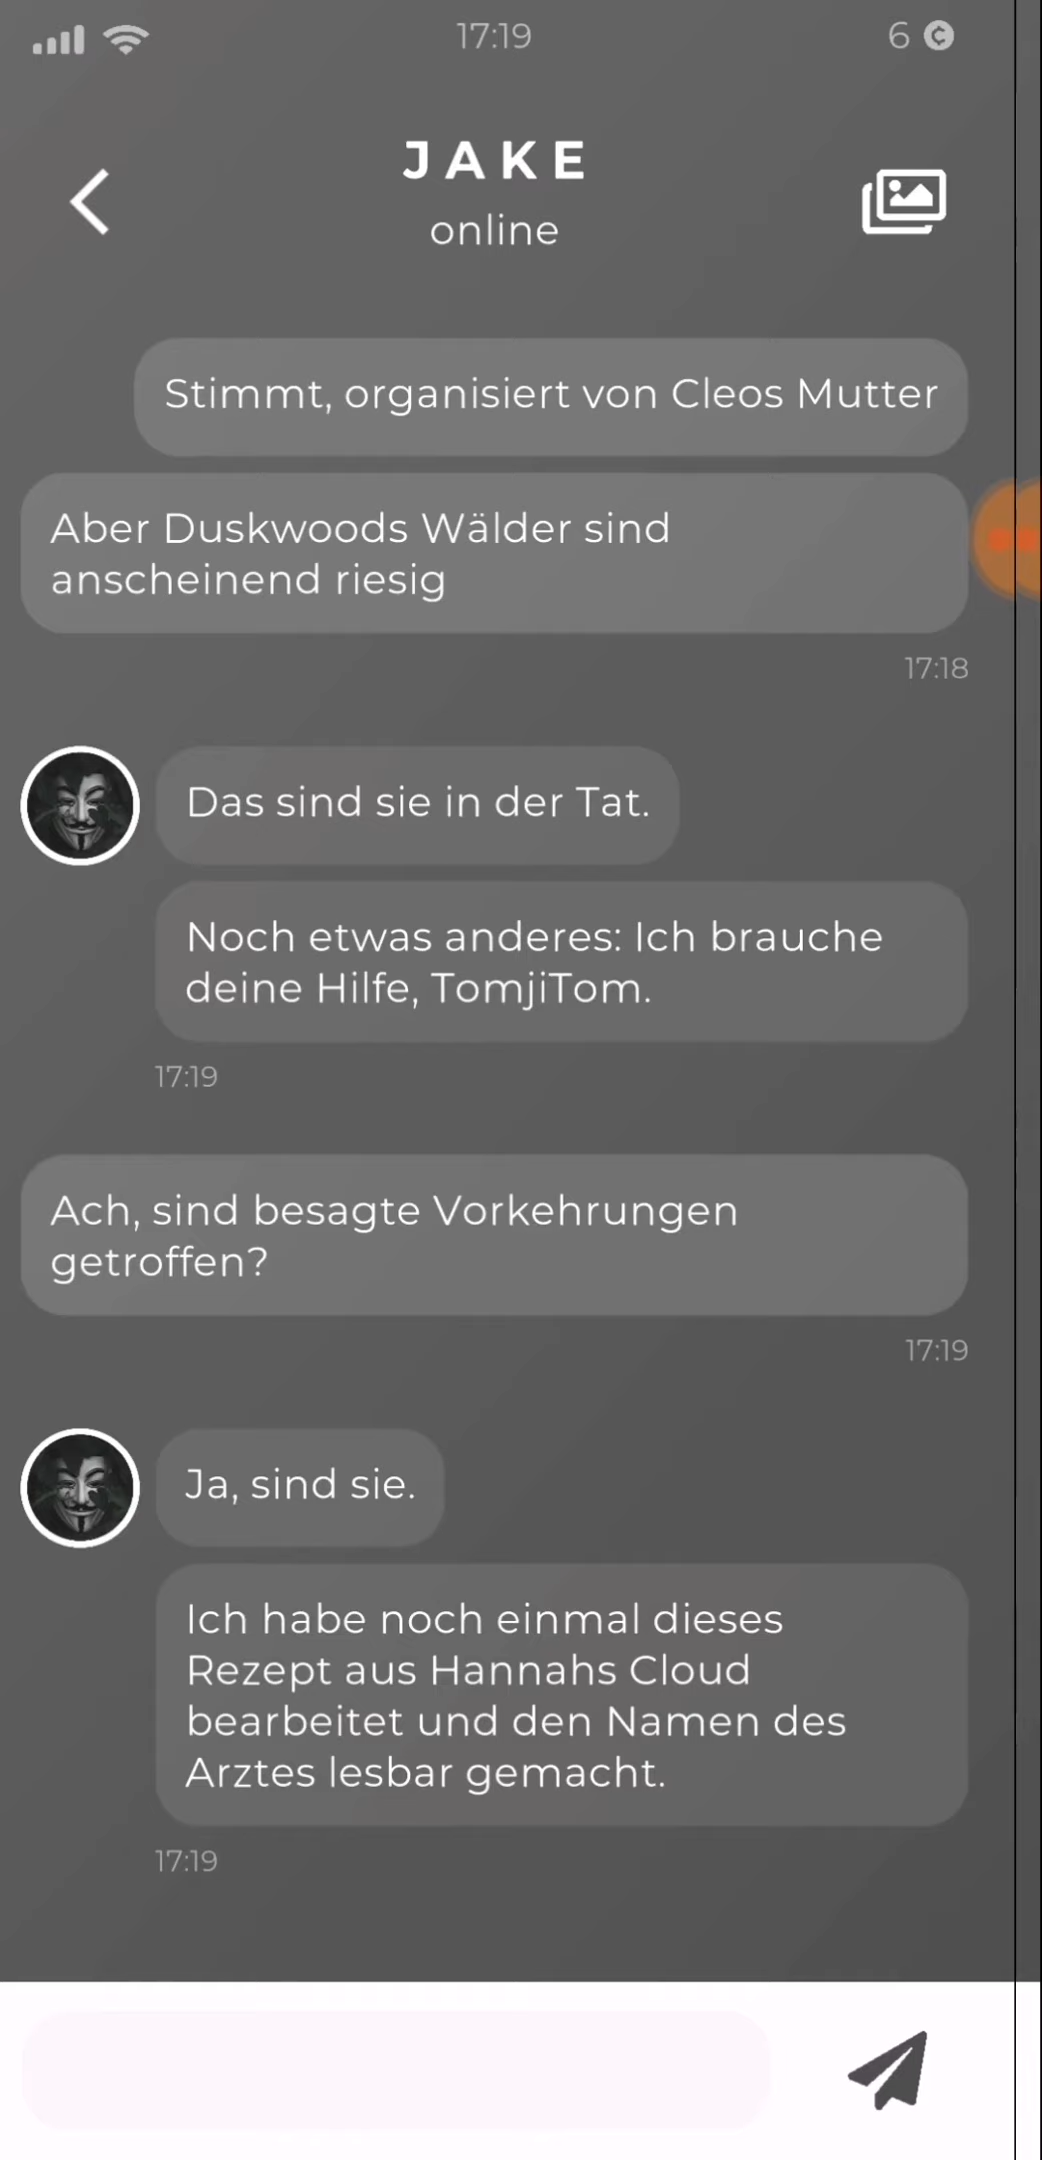 17:19
6
JAKE
online
Stimmt, organisiert von Cleos Mutter
Aber Duskwoods Wälder sind
anscheinend riesig
17:18
Das sind sie in der Tat.
Noch etwas anderes: Ich brauche
deine Hilfe, TomjiTom.
17:19
Ach, sind besagte Vorkehrungen
getroffen?
17:19
Ja, sind sie.
Ich habe noch einmal dieses
Rezept aus Hannahs Cloud
bearbeitet und den Namen des
Arztes lesbar gemacht.
17:19